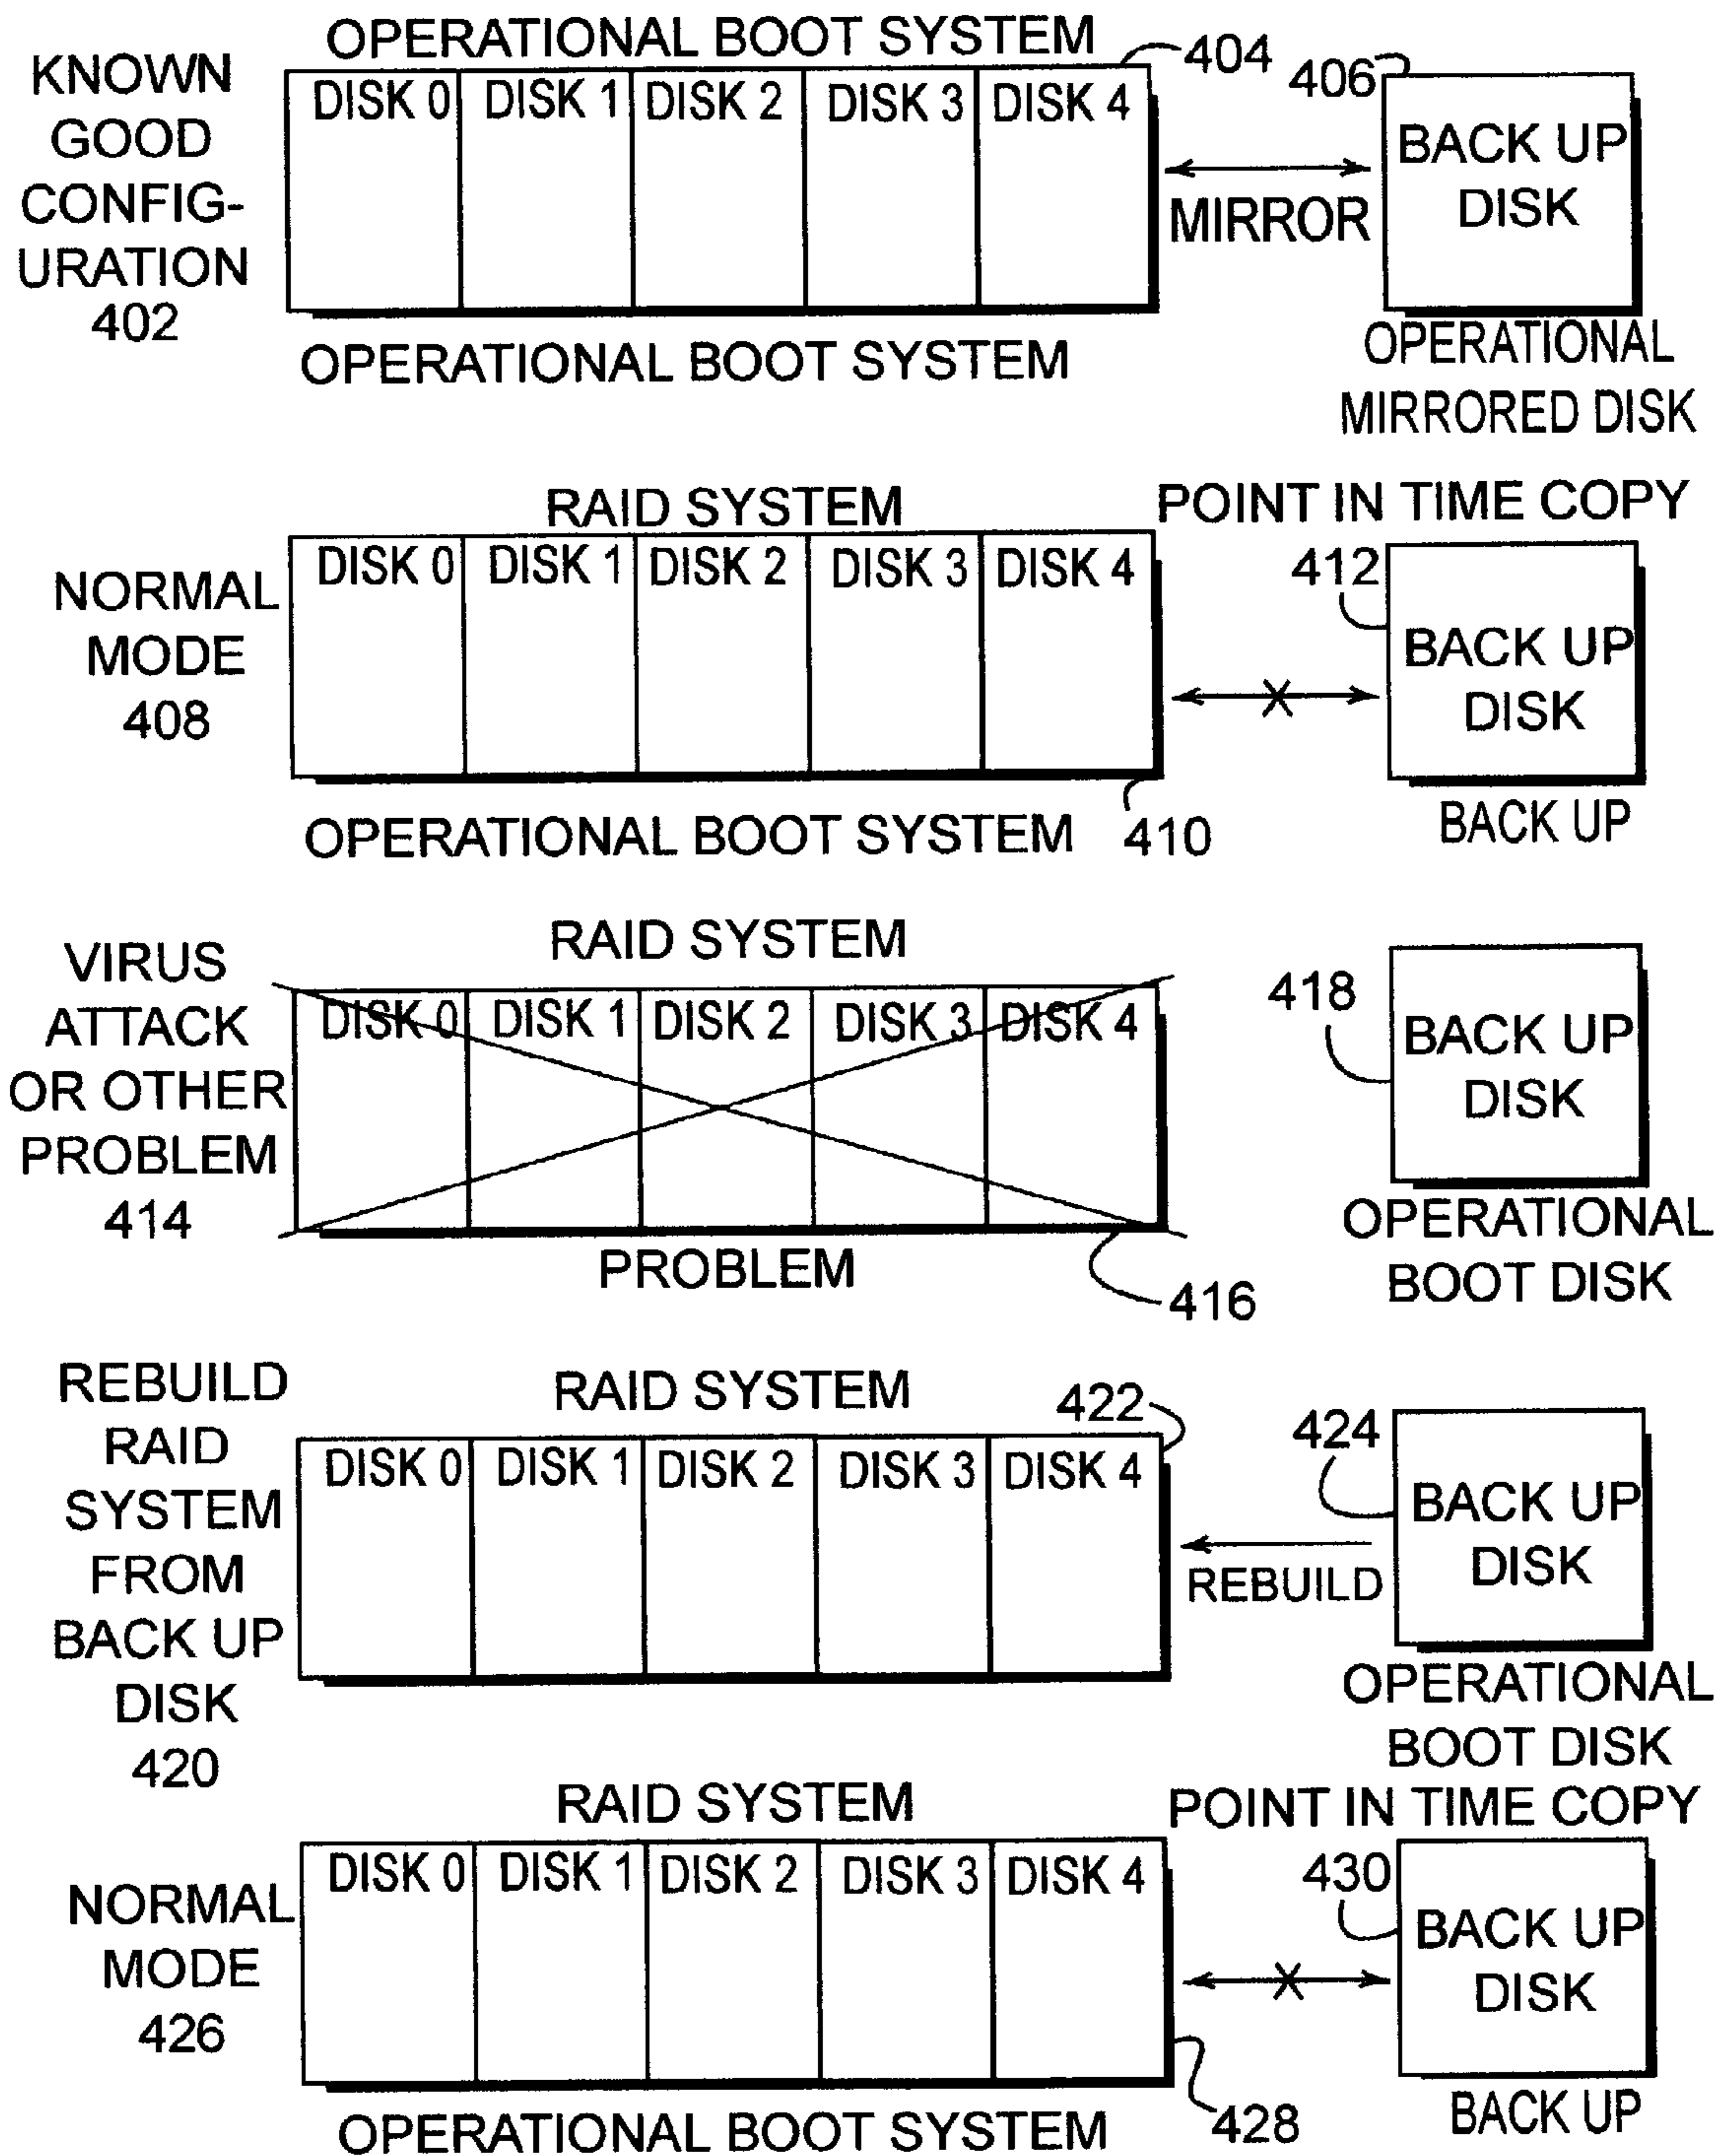 OPERATIONAL BOOT SYSTEM
404
406
KNOWN
GOOD
CONFIG-
URATION
402
DISK 0 DISK 1 DISK 2 DISK 3 DISK 4
MIRROR
BACK UP
DISK
OPERATIONAL BOOT SYSTEM
OPERATIONAL
MIRRORED DISK
RAID SYSTEM
POINT IN TIME COPY
NORMAL
MODE
408
DISK 0 DISK 1 DISK 2 DISK 3 DISK 4
412
BACK UP
DISK
OPERATIONAL BOOT SYSTEM
410
BACK UP
RAID SYSTEM
VIRUS
ATTACK
OR OTHER
PROBLEM
414
DISK 0 DISK 1 DISK 2 DISK 3 DISK 4
418
BACK UP
DISK
PROBLEM
416
OPERATIONAL
BOOT DISK
REBUILD
RAID
SYSTEM
FROM
BACK UP
DISK
420
RAID SYSTEM
422
DISK 0 DISK 1 DISK 2 DISK 3 DISK 4
REBUILD
424
BACK UP
DISK
OPERATIONAL
BOOT DISK
RAID SYSTEM
POINT IN TIME COPY
NORMAL
MODE
426
DISK 0 DISK 1 DISK 2 DISK 3 DISK 4
430
BACK UP
DISK
OPERATIONAL BOOT SYSTEM
428
BACK UP